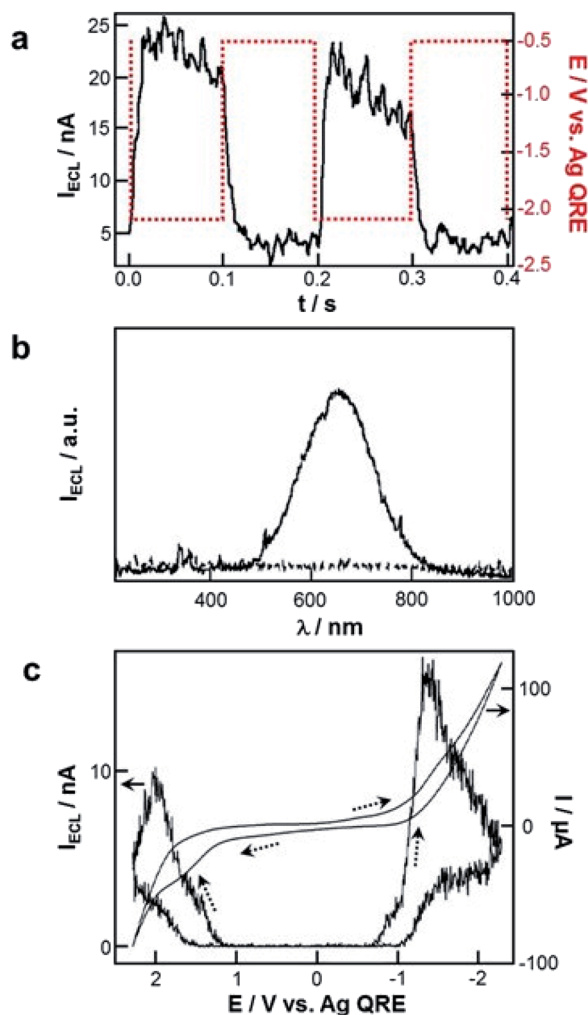 a
I_ECL / nA
25
20
15
10
5
0.0 0.1 0.2 0.3 0.4
t / s
-0.5
-1.0
-1.5
-2.0
-2.5
E / V vs. Ag QRE
b
I_ECL / a.u.
400 600 800 1000
λ / nm
c
I_ECL / nA
10
0
2 1 0 -1 -2
E / V vs. Ag QRE
100
0
-100
I / µA